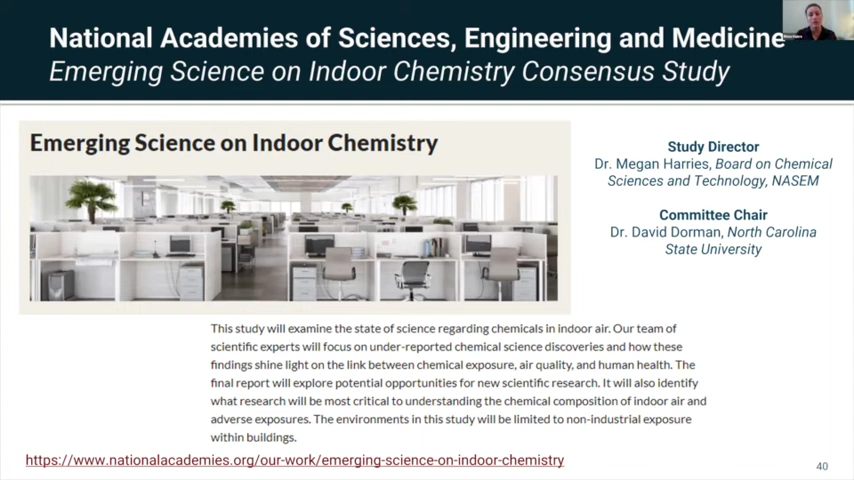 National Academies of Sciences, Engineering and Medicine
Emerging Science on Indoor Chemistry Consensus Study
Emerging Science on Indoor Chemistry
Study Director
Dr. Megan Harries, Board on Chemical
Sciences and Technology, NASEM
Committee Chair
Dr. David Dorman, North Carolina
State University
This study will examine the state of science regarding chemicals in indoor air. Our team of
scientific experts will focus on under-reported chemical science discoveries and how these
findings shine light on the link between chemical exposure, air quality, and human health. The
final report will explore potential opportunities for new scientific research. It will also identify
what research will be most critical to understanding the chemical composition of indoor air and
adverse exposures. The environments in this study will be limited to non-industrial exposure
within buildings.
https://www.nationalacademies.org/our-work/emerging-science-on-indoor-chemistry
40